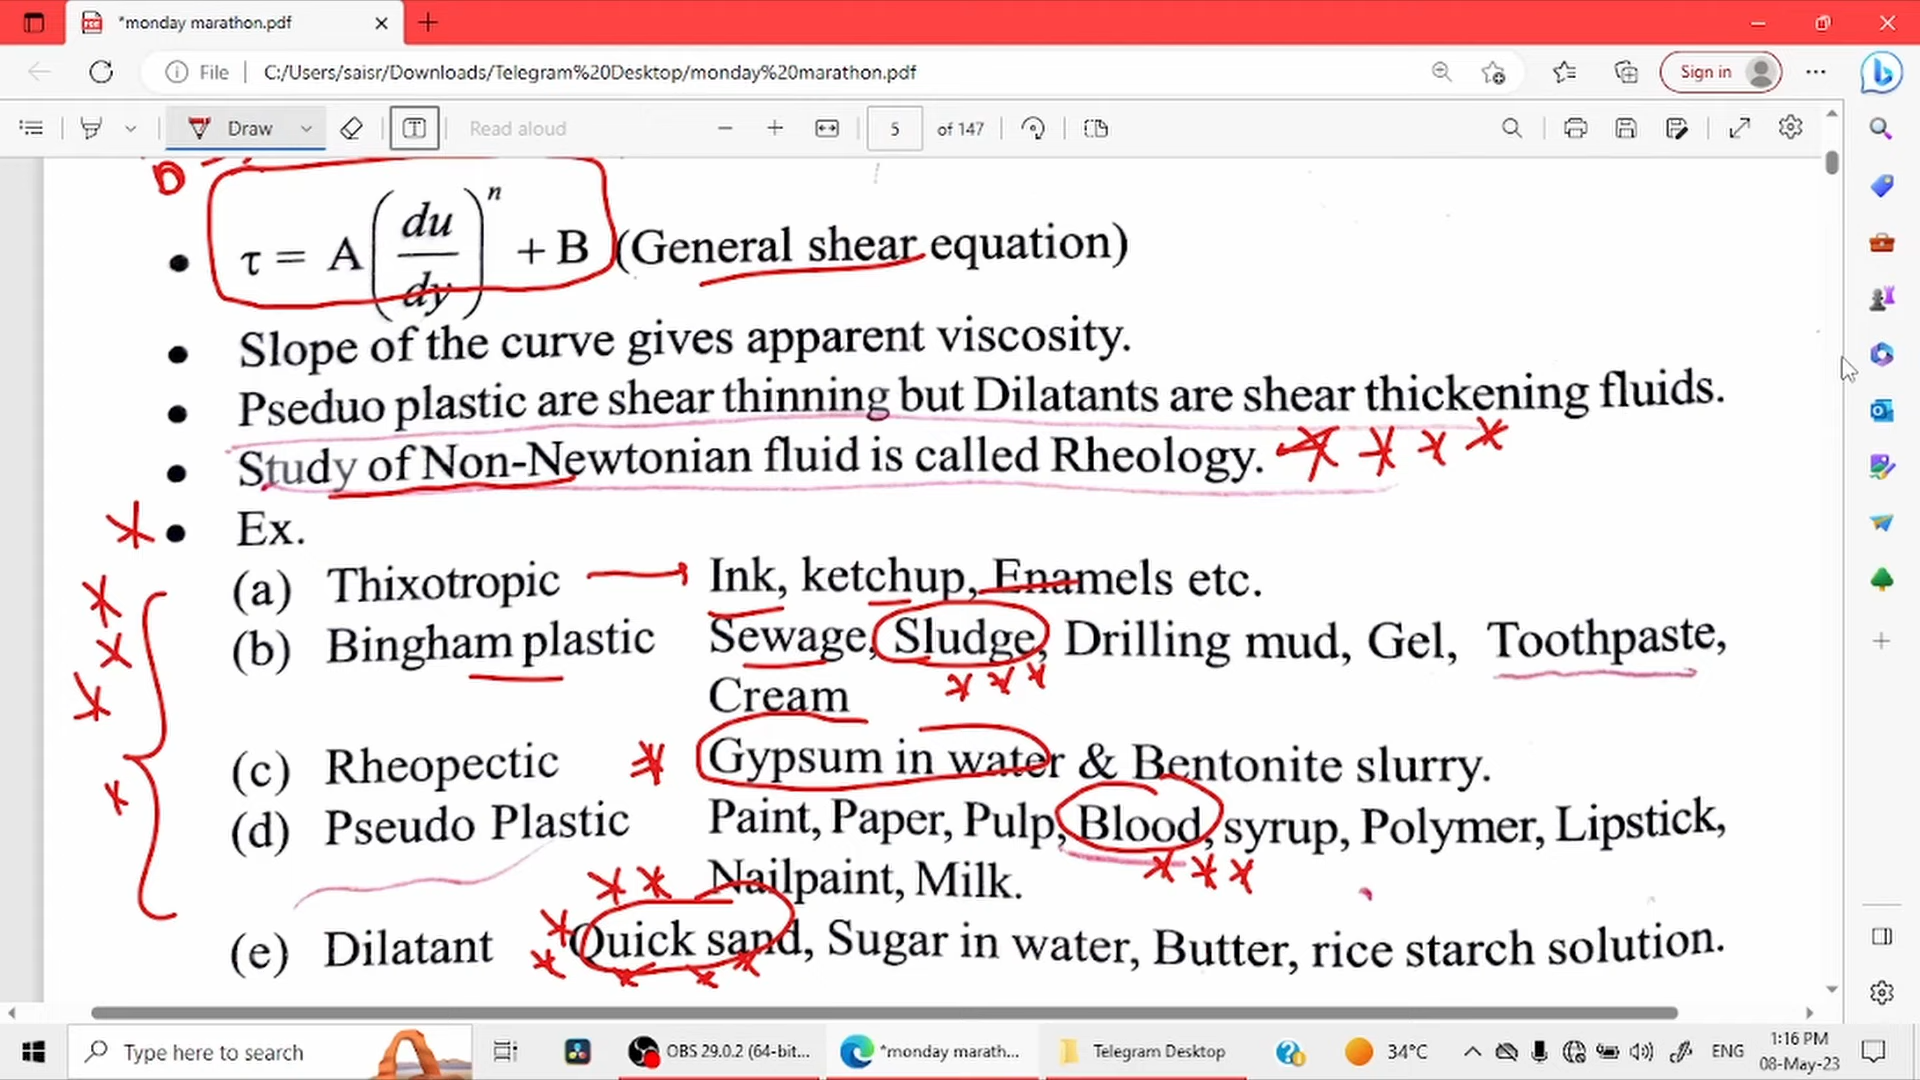 *monday marathon.pdf
File
C:/Users/saisr/Downloads/Telegram%20Desktop/monday%20marathon.pdf
Sign in
Draw
Read aloud
5 of 147
D
τ = A(du/dy)^n + B (General shear equation)
Slope of the curve gives apparent viscosity.
Pseduo plastic are shear thinning but Dilatants are shear thickening fluids.
Study of Non-Newtonian fluid is called Rheology.
Ex.
(a) Thixotropic Ink, ketchup, Enamels etc.
(b) Bingham plastic Sewage, Sludge, Drilling mud, Gel, Toothpaste,
Cream
(c) Rheopectic Gypsum in water & Bentonite slurry.
(d) Pseudo Plastic Paint, Paper, Pulp, Blood, syrup, Polymer, Lipstick,
Nailpaint, Milk.
(e) Dilatant Quick sand, Sugar in water, Butter, rice starch solution.
Type here to search
OBS 29.0.2 (64-bit...
*monday marath...
Telegram Desktop
34°C
ENG
1:16 PM
08-May-23